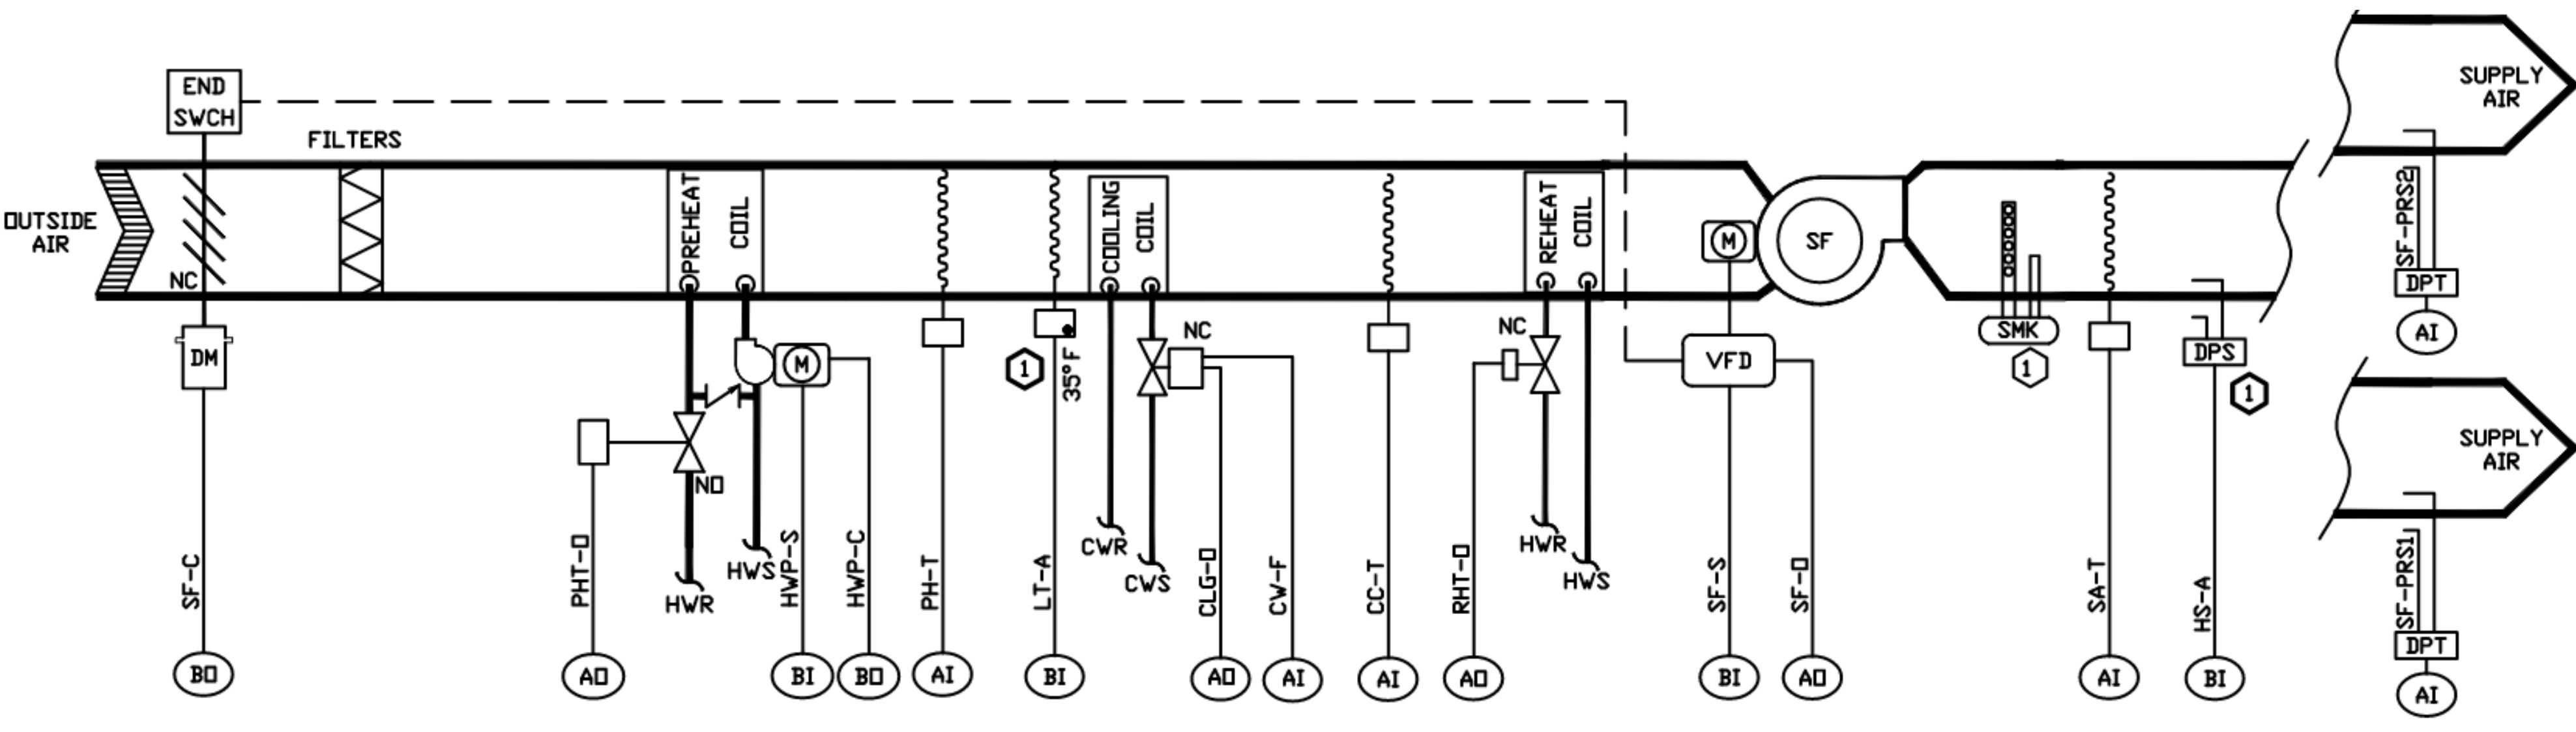 END
SWCH
FILTERS
OUTSIDE
AIR
NC
DM
SF-C
BO
PREHEAT
COIL
PHT-O
AO
NO
HWR
HWS
M
HWP-S
BI
HWP-C
BO
PH-T
AI
1
35°F
LT-A
BI
COOLING
COIL
NC
CWR
CWS
CLG-O
AO
CW-F
AI
CC-T
AI
REHEAT
COIL
NC
RHT-O
AO
HWR
HWS
M
SF
VFD
SF-S
BI
SF-O
AO
SMK
1
SA-T
AI
DPS
1
HS-A
BI
SUPPLY
AIR
SF-PRS2
DPT
AI
SUPPLY
AIR
SF-PRS1
DPT
AI